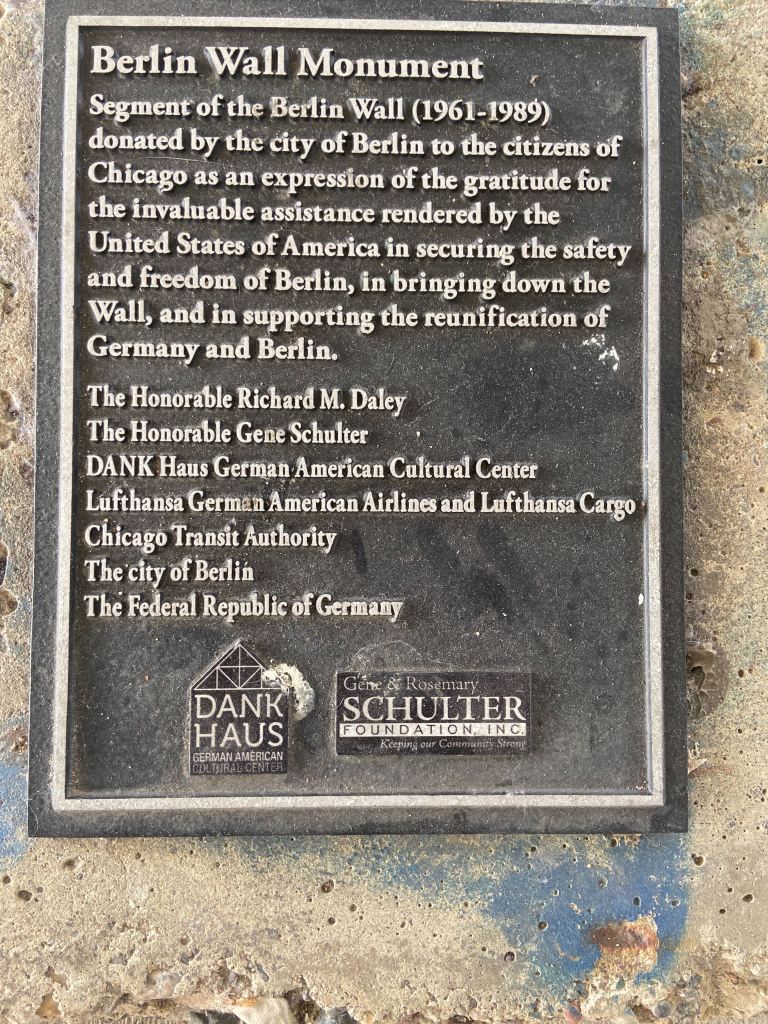 Berlin Wall Monument
Segment of the Berlin Wall (1961-1989)
donated by the city of Berlin to the citizens of
Chicago as an expression of the gratitude for
the invaluable assistance rendered by the
United States of America in securing the safety
and freedom of Berlin, in bringing down the
Wall, and in supporting the reunification of
Germany and Berlin.
The Honorable Richard M. Daley
The Honorable Gene Schulter
DANK Haus German American Cultural Center
Lufthansa German American Airlines and Lufthansa Cargo
Chicago Transit Authority
The city of Berlin
The Federal Republic of Germany
DANK
HAUS
GERMAN AMERICAN
CULTURAL CENTER
Gene & Rosemary
SCHULTER
FOUNDATION, INC.
Keeping our Community Strong